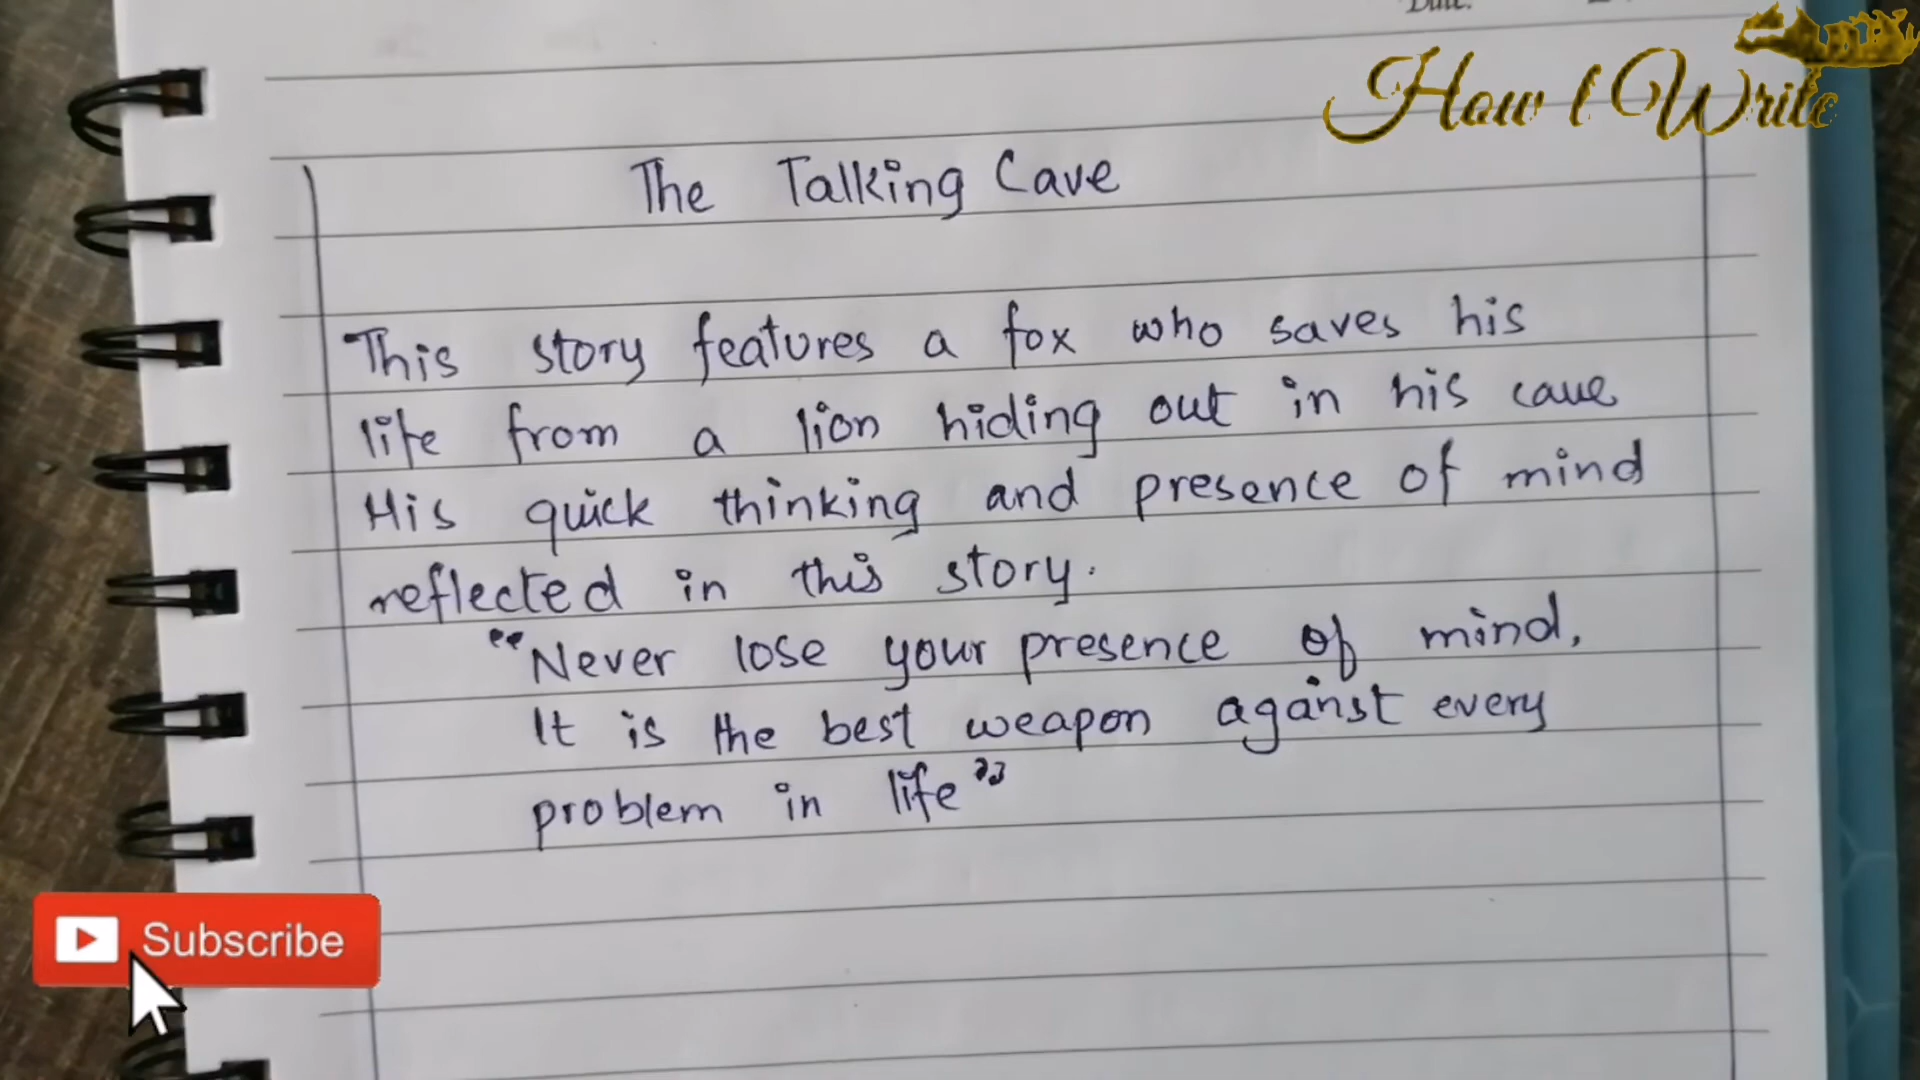 Date:
How I Write
The Talking Cave
This story features a fox who saves his
life from a lion hiding out in his cave
His quick thinking and presence of mind
reflected in this story.
"Never lose your presence of mind,
It is the best weapon against every
problem in life"
Subscribe